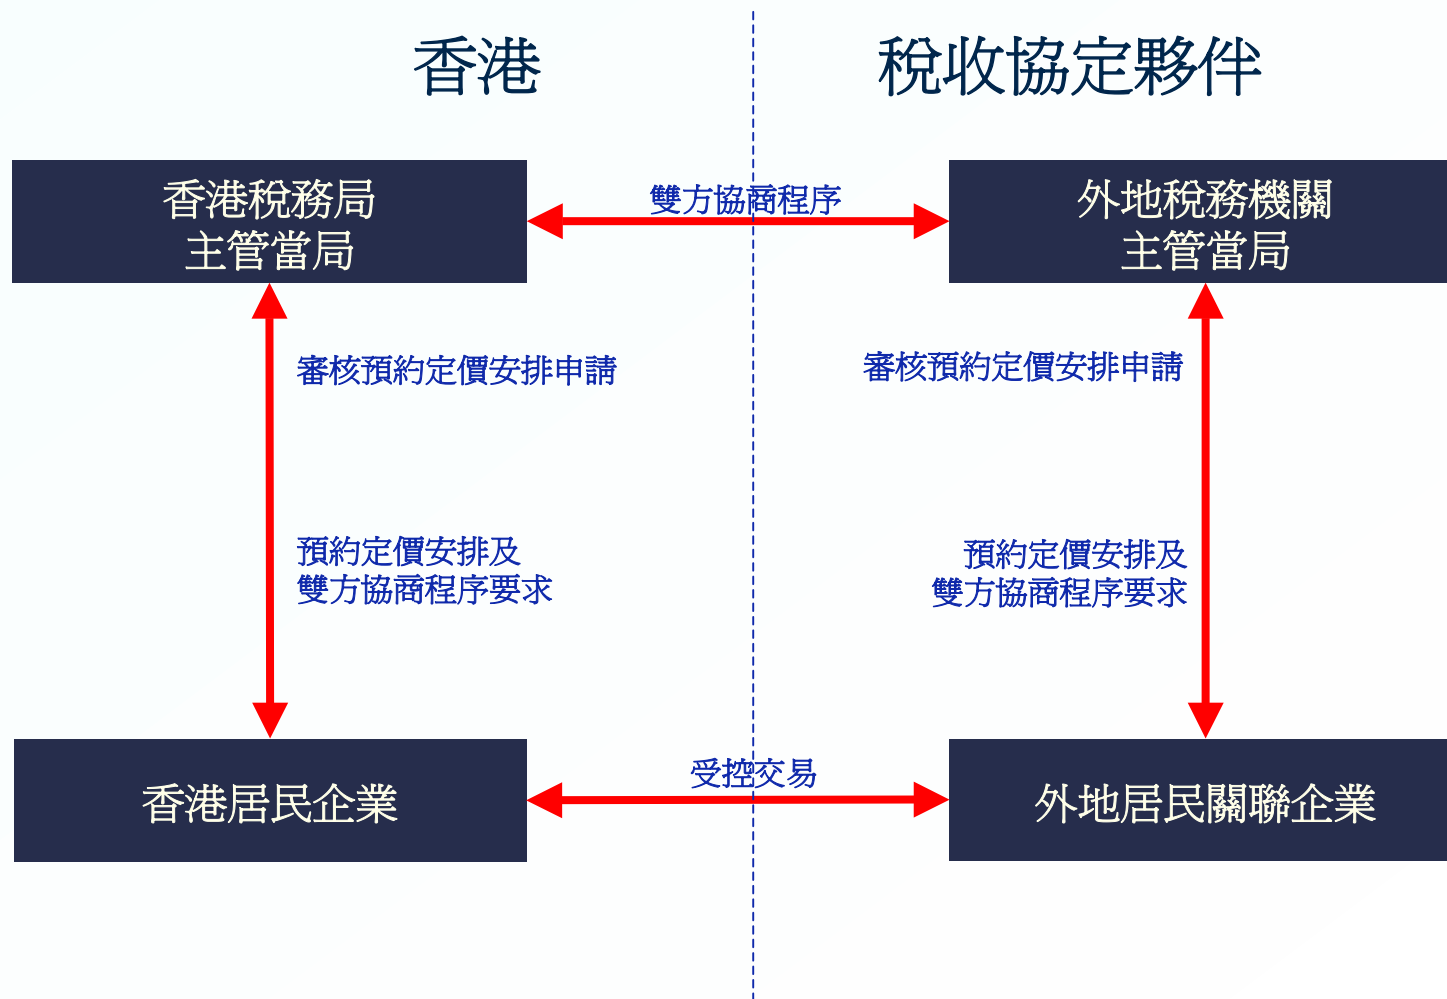 香港
稅收協定夥伴
香港稅務局
主管當局
雙方協商程序
外地稅務機關
主管當局
審核預約定價安排申請
審核預約定價安排申請
預約定價安排及
雙方協商程序要求
預約定價安排及
雙方協商程序要求
香港居民企業
受控交易
外地居民關聯企業